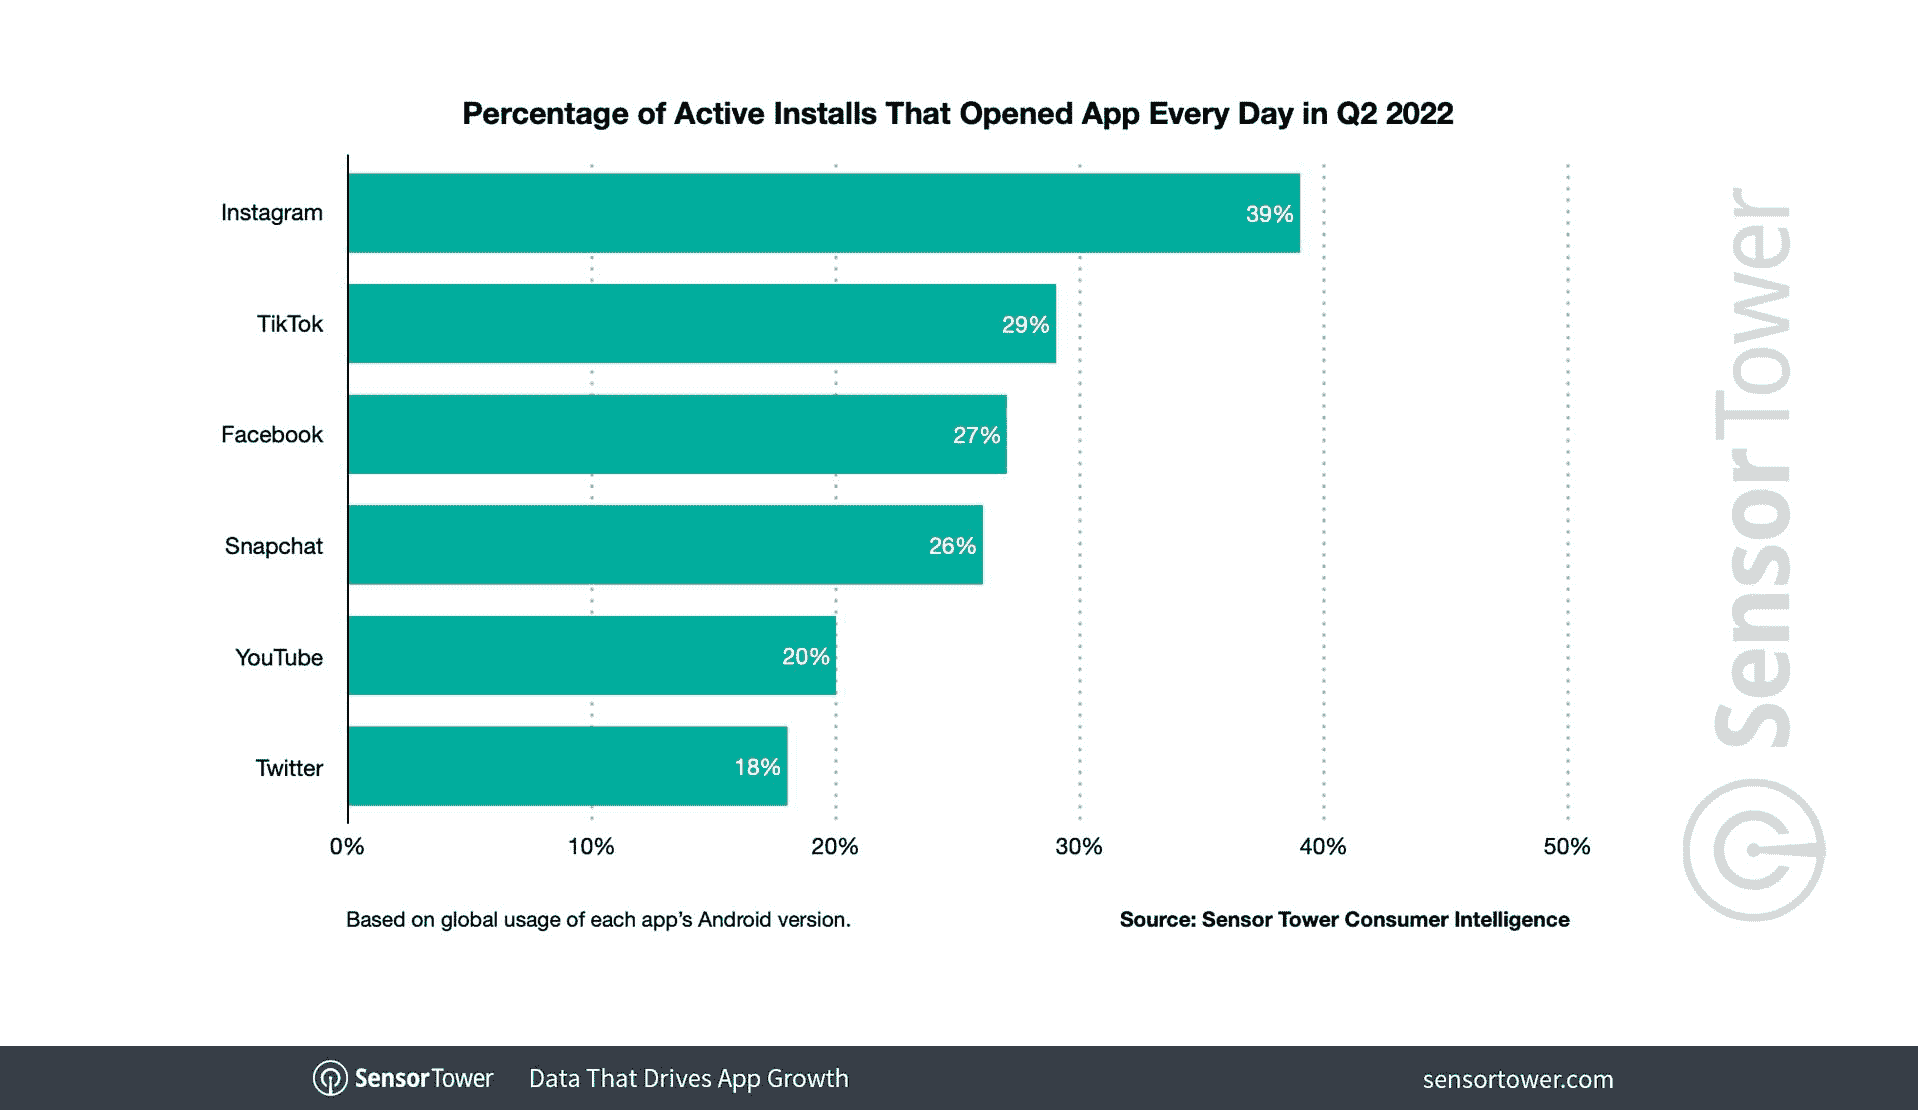 Percentage of Active Installs That Opened App Every Day in Q2 2022
Instagram
39%
TikTok
29%
Facebook
27%
Snapchat
26%
YouTube
20%
Twitter
18%
0% 10% 20% 30% 40% 50%
Based on global usage of each app’s Android version.
Source: Sensor Tower Consumer Intelligence
SensorTower
SensorTower
Data That Drives App Growth
sensortower.com